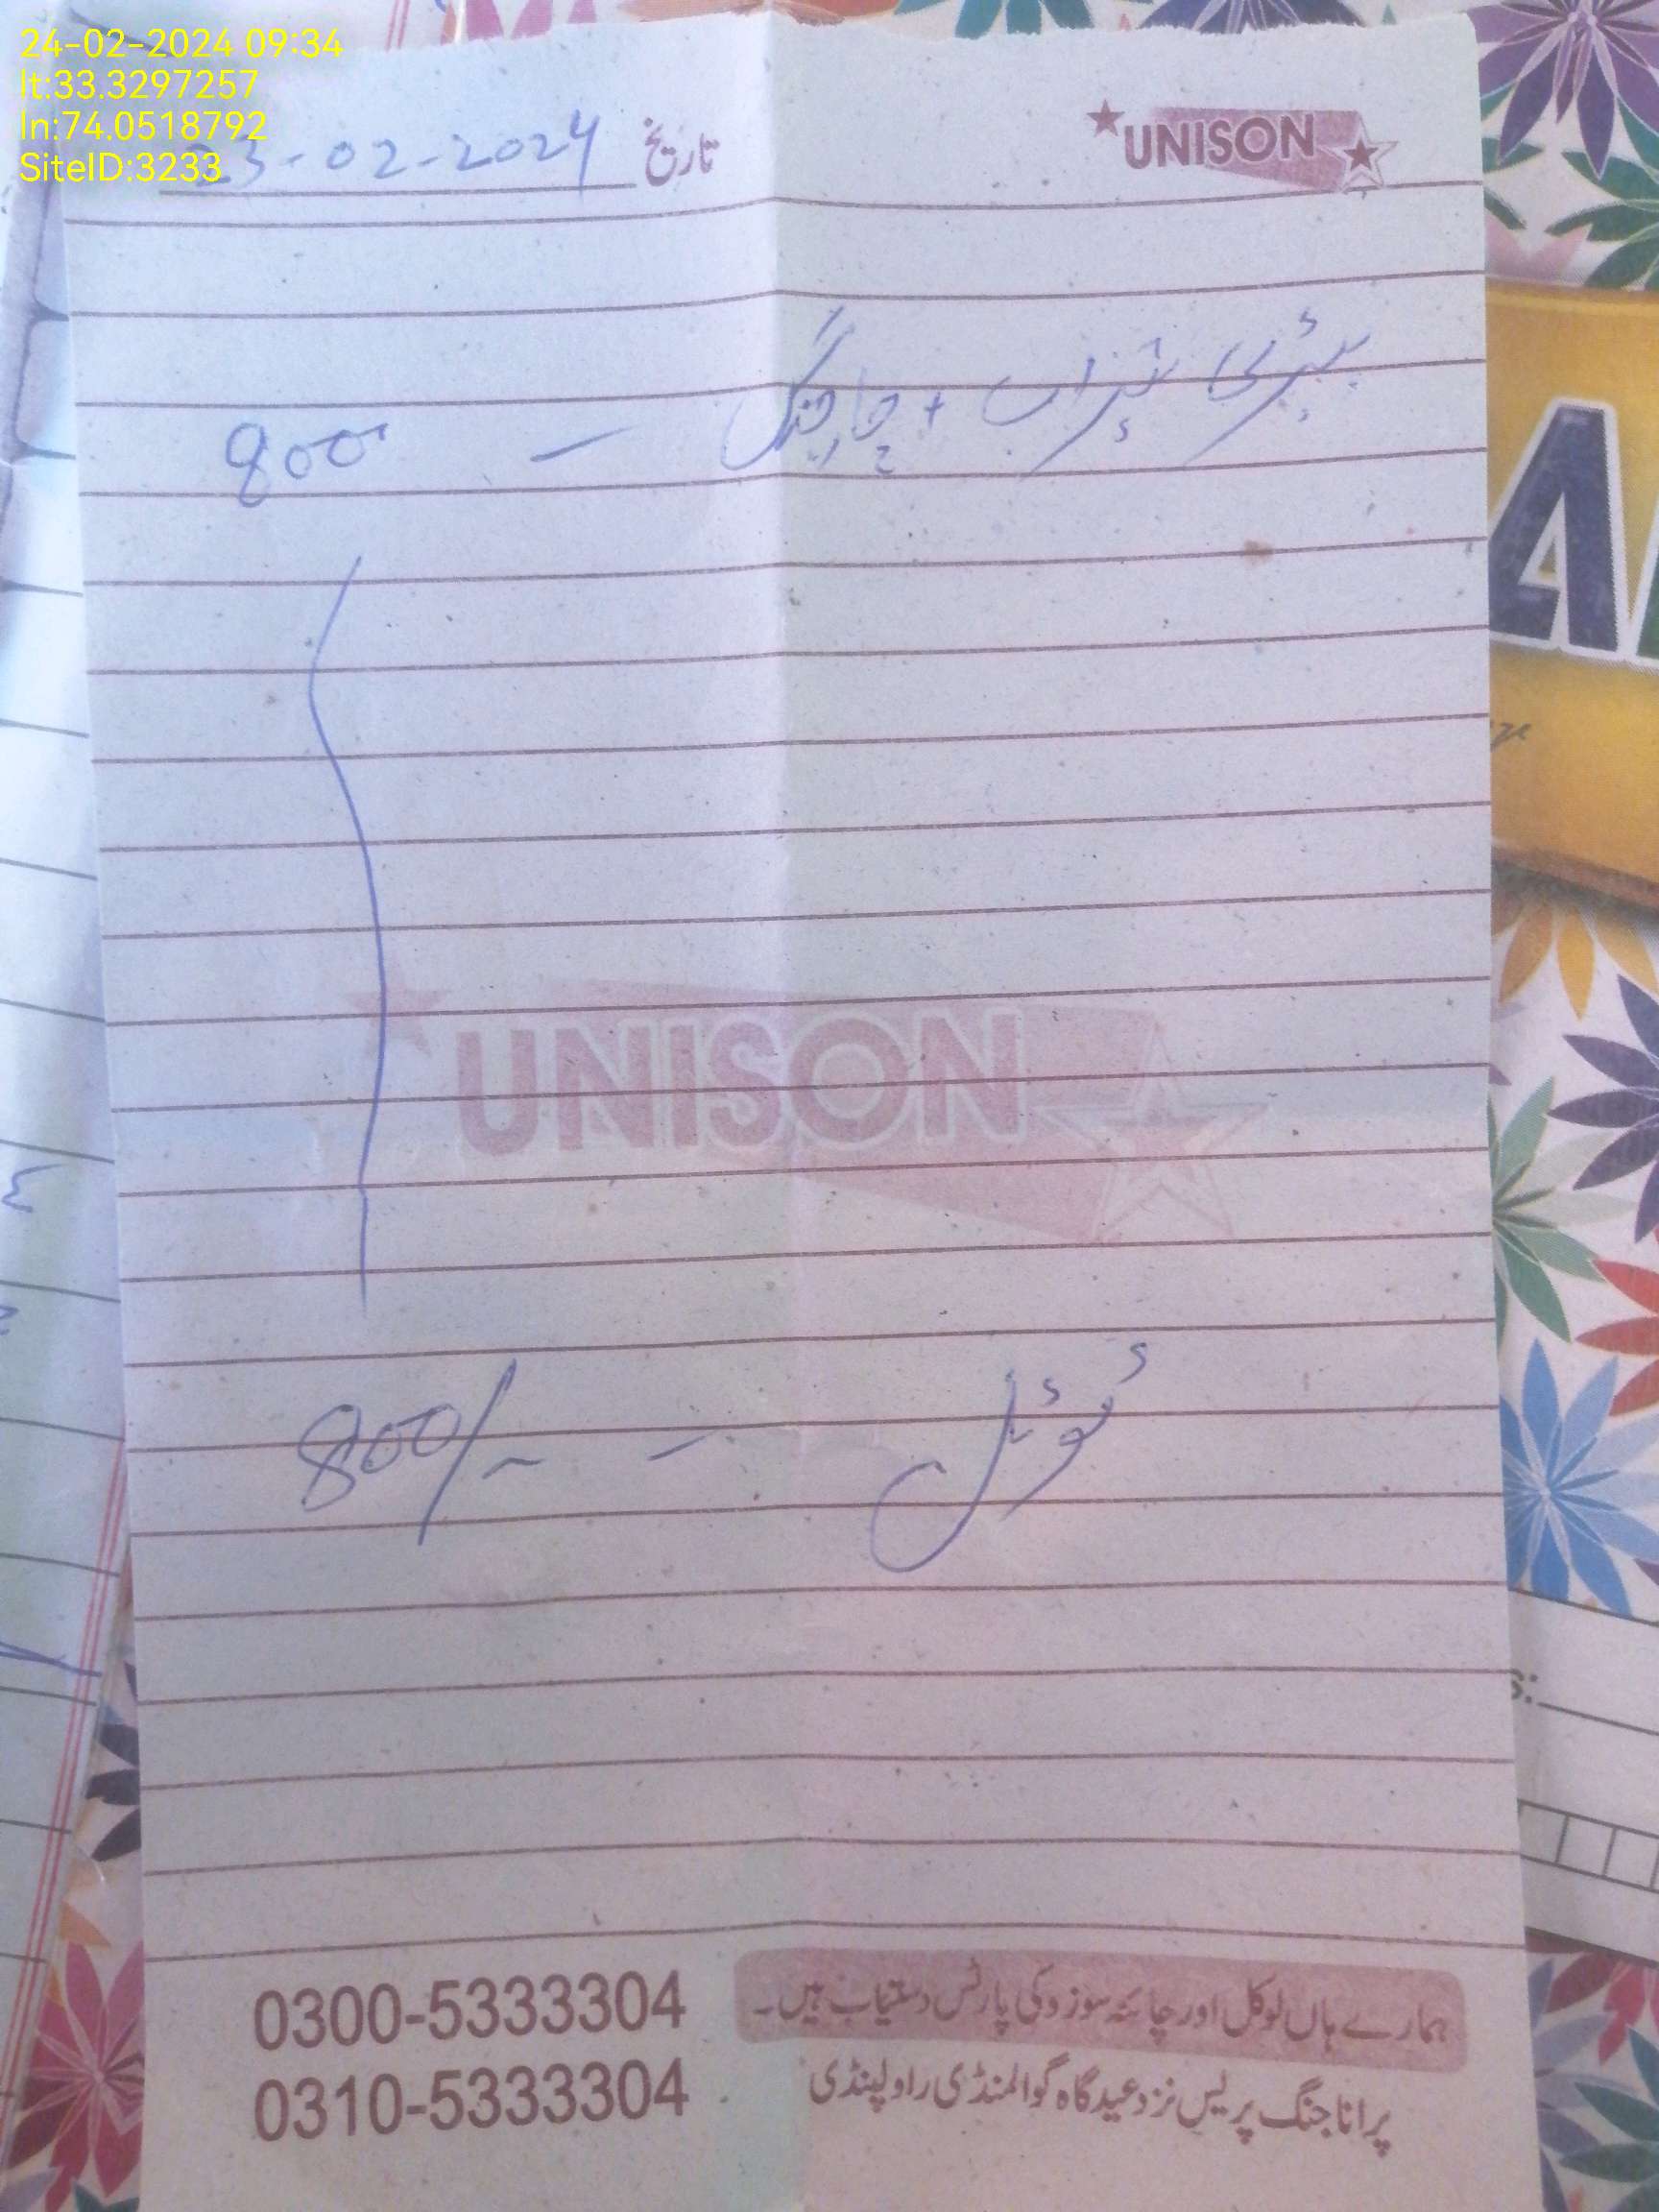 24-02-2024 09:34
lt:33.3297257
ln:74.0518792
SiteID:3233
UNISON
تاریخ 23-02-2024
بیٹری تیزاب + چارجنگ – 800
UNISON
ٹوٹل – 800/-
ہمارے ہاں لوکل اور چائنہ سوزوکی پارٹس دستیاب ہیں۔
پرانا جنگ پریس نزد عیدگاہ گوالمنڈی راولپنڈی
0300-5333304
0310-5333304
A
s: